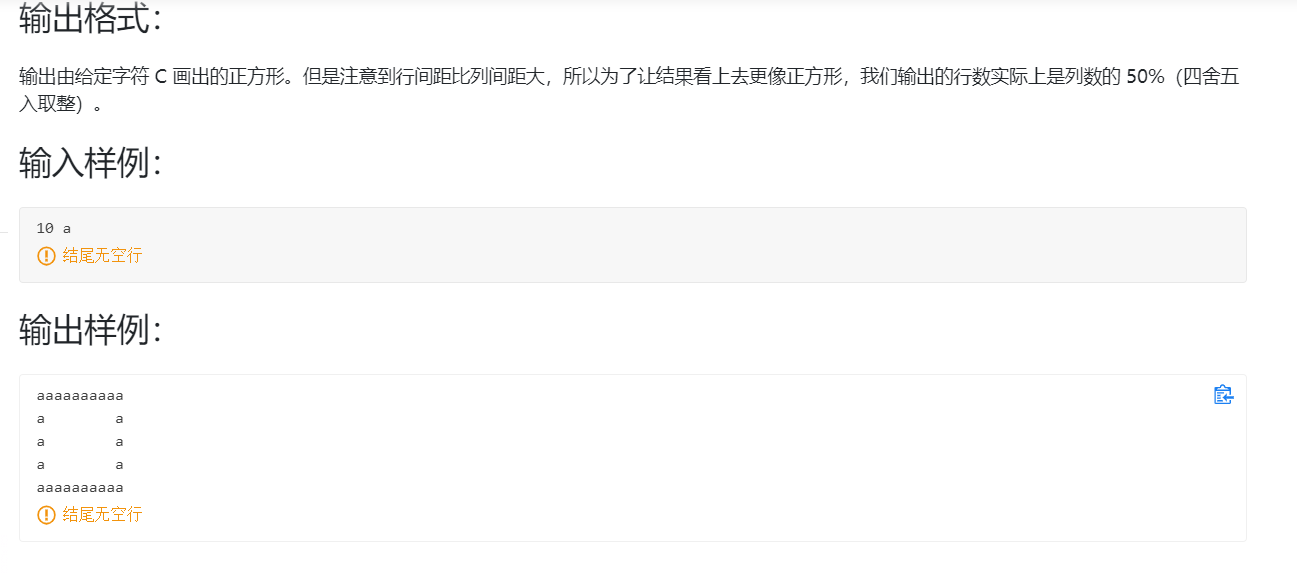 输出格式：
输出由给定字符 C 画出的正方形。但是注意到行间距比列间距大，所以为了让结果看上去更像正方形，我们输出的行数实际上是列数的 50%（四舍五
入取整）。
输入样例：
10 a
结尾无空行
输出样例：
aaaaaaaaaa
a        a
a        a
a        a
aaaaaaaaaa
结尾无空行